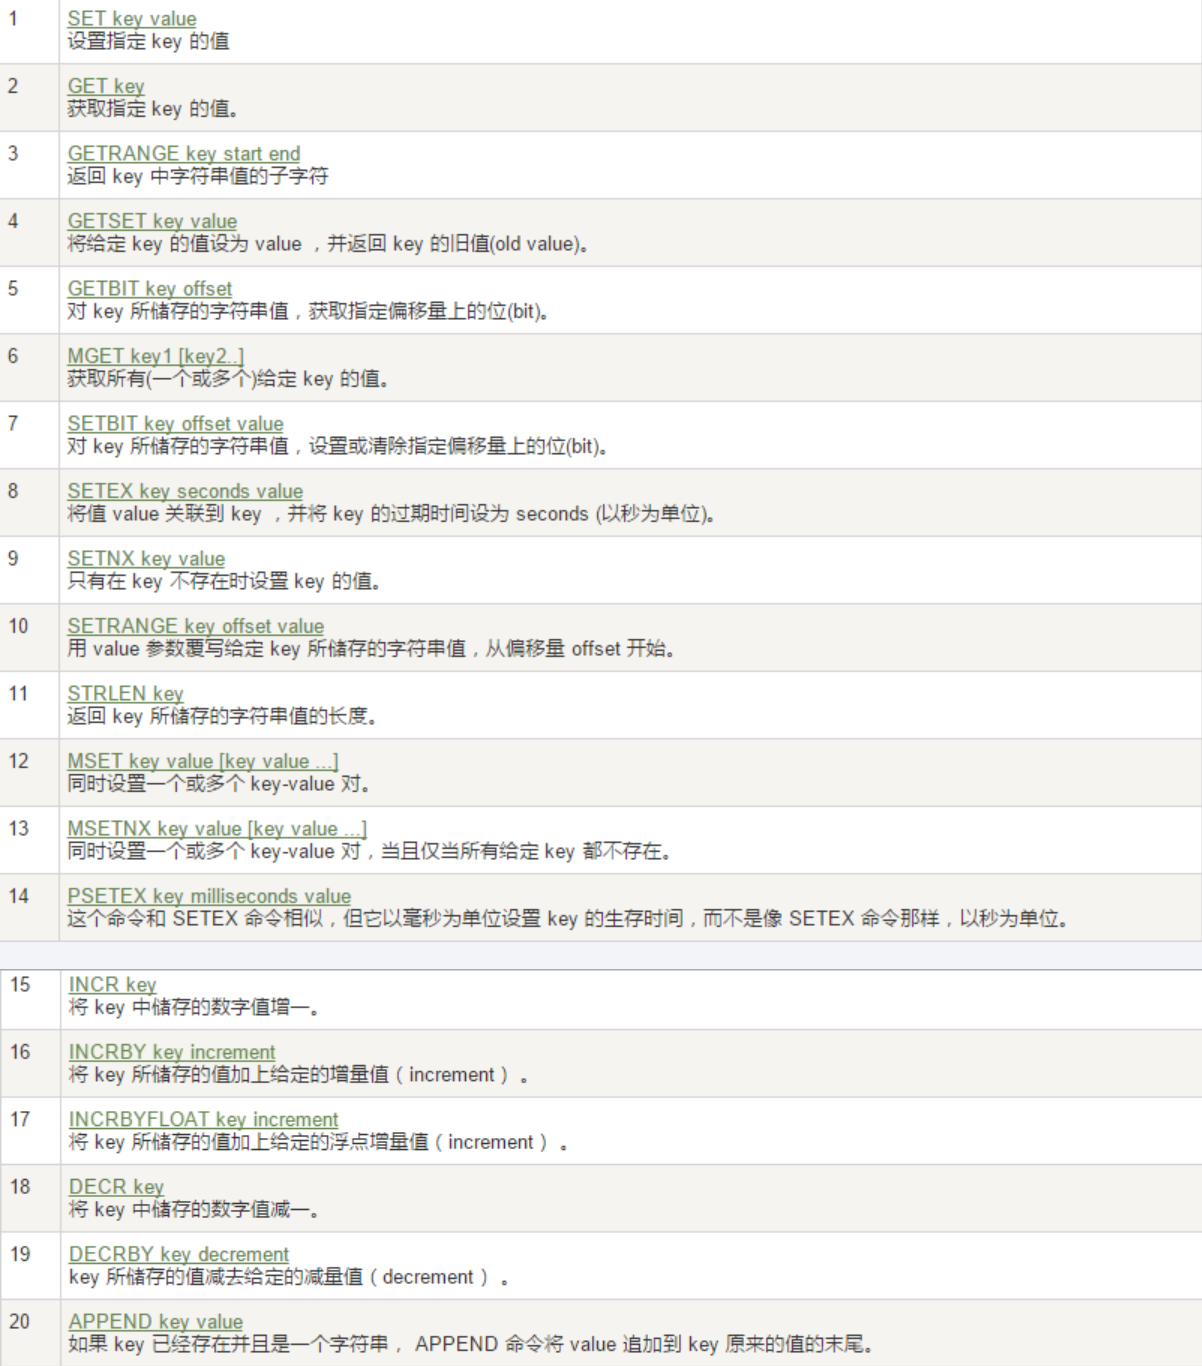 1
SET key value
设置指定 key 的值
2
GET key
获取指定 key 的值。
3
GETRANGE key start end
返回 key 中字符串值的子字符
4
GETSET key value
将给定 key 的值设为 value ，并返回 key 的旧值(old value)。
5
GETBIT key offset
对 key 所储存的字符串值，获取指定偏移量上的位(bit)。
6
MGET key1 [key2..]
获取所有(一个或多个)给定 key 的值。
7
SETBIT key offset value
对 key 所储存的字符串值，设置或清除指定偏移量上的位(bit)。
8
SETEX key seconds value
将值 value 关联到 key ，并将 key 的过期时间设为 seconds (以秒为单位)。
9
SETNX key value
只有在 key 不存在时设置 key 的值。
10
SETRANGE key offset value
用 value 参数覆写给定 key 所储存的字符串值，从偏移量 offset 开始。
11
STRLEN key
返回 key 所储存的字符串值的长度。
12
MSET key value [key value ...]
同时设置一个或多个 key-value 对。
13
MSETNX key value [key value ...]
同时设置一个或多个 key-value 对，当且仅当所有给定 key 都不存在。
14
PSETEX key milliseconds value
这个命令和 SETEX 命令相似，但它以毫秒为单位设置 key 的生存时间，而不是像 SETEX 命令那样，以秒为单位。
15
INCR key
将 key 中储存的数字值增一。
16
INCRBY key increment
将 key 所储存的值加上给定的增量值（increment） 。
17
INCRBYFLOAT key increment
将 key 所储存的值加上给定的浮点增量值（increment） 。
18
DECR key
将 key 中储存的数字值减一。
19
DECRBY key decrement
key 所储存的值减去给定的减量值（decrement） 。
20
APPEND key value
如果 key 已经存在并且是一个字符串， APPEND 命令将 value 追加到 key 原来的值的末尾。